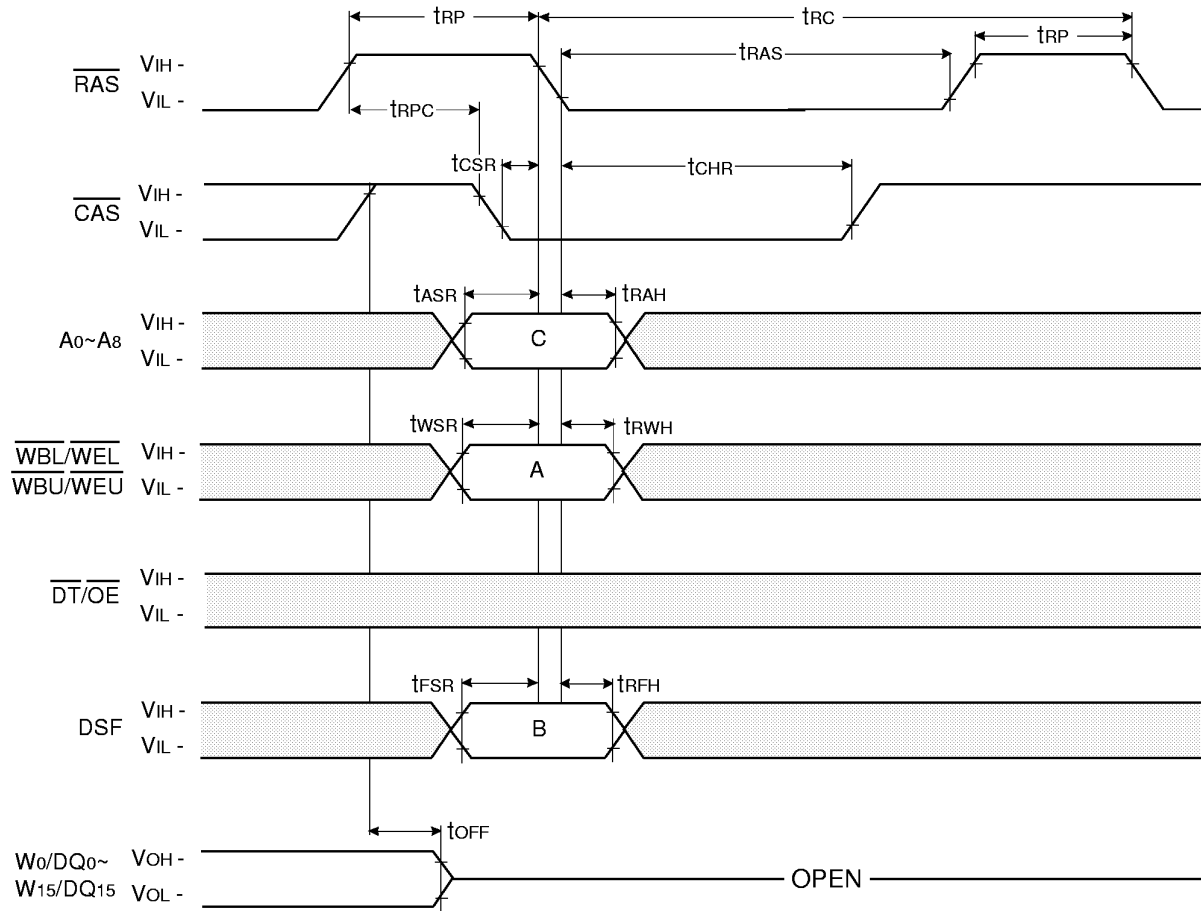 tRP
tRC
tRAS
tRP
RAS
VIH -
VIL -
tRPC
tCSR
tCHR
CAS
VIH -
VIL -
tASR
tRAH
A0~A8
VIH -
VIL -
C
tWSR
tRWH
WBL/WEL
WBU/WEU
VIH -
VIL -
A
DT/OE
VIH -
VIL -
tFSR
tRFH
DSF
VIH -
VIL -
B
tOFF
W0/DQ0~
W15/DQ15
VOH -
VOL -
OPEN